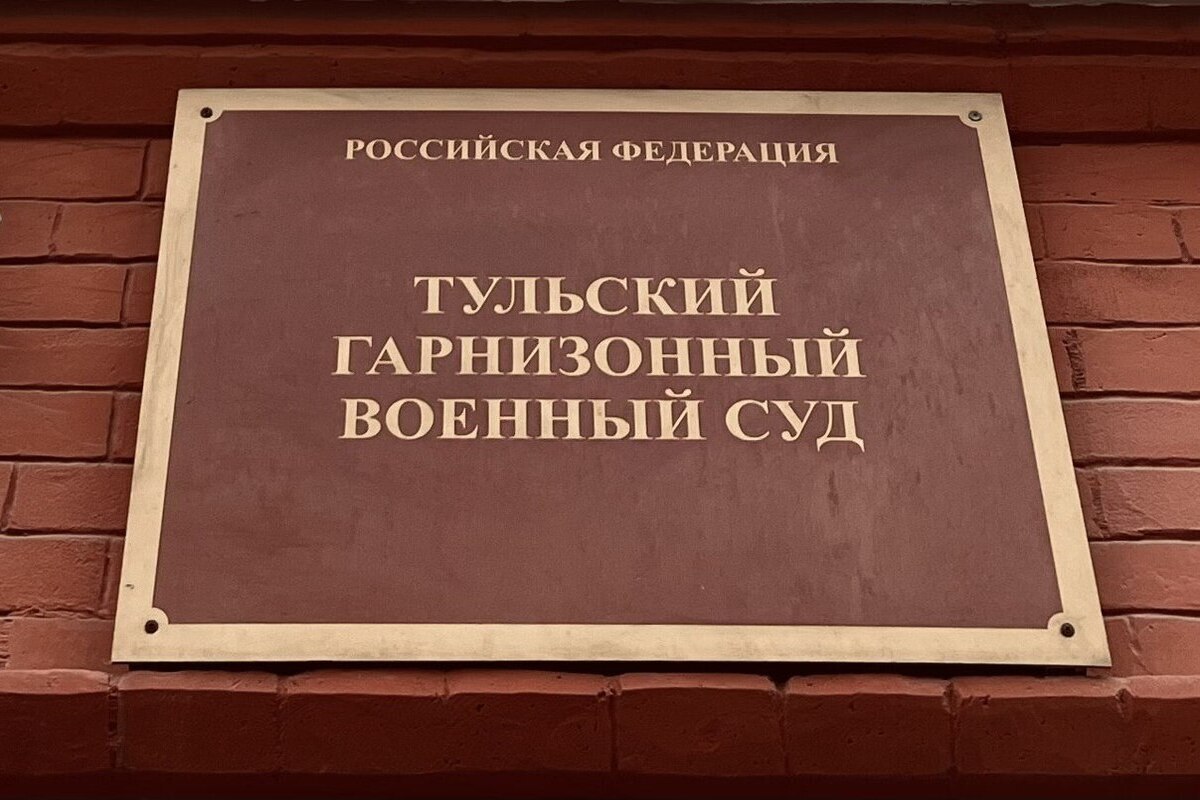 РОССИЙСКАЯ ФЕДЕРАЦИЯ
ТУЛЬСКИЙ
ГАРНИЗОННЫЙ
ВОЕННЫЙ СУД